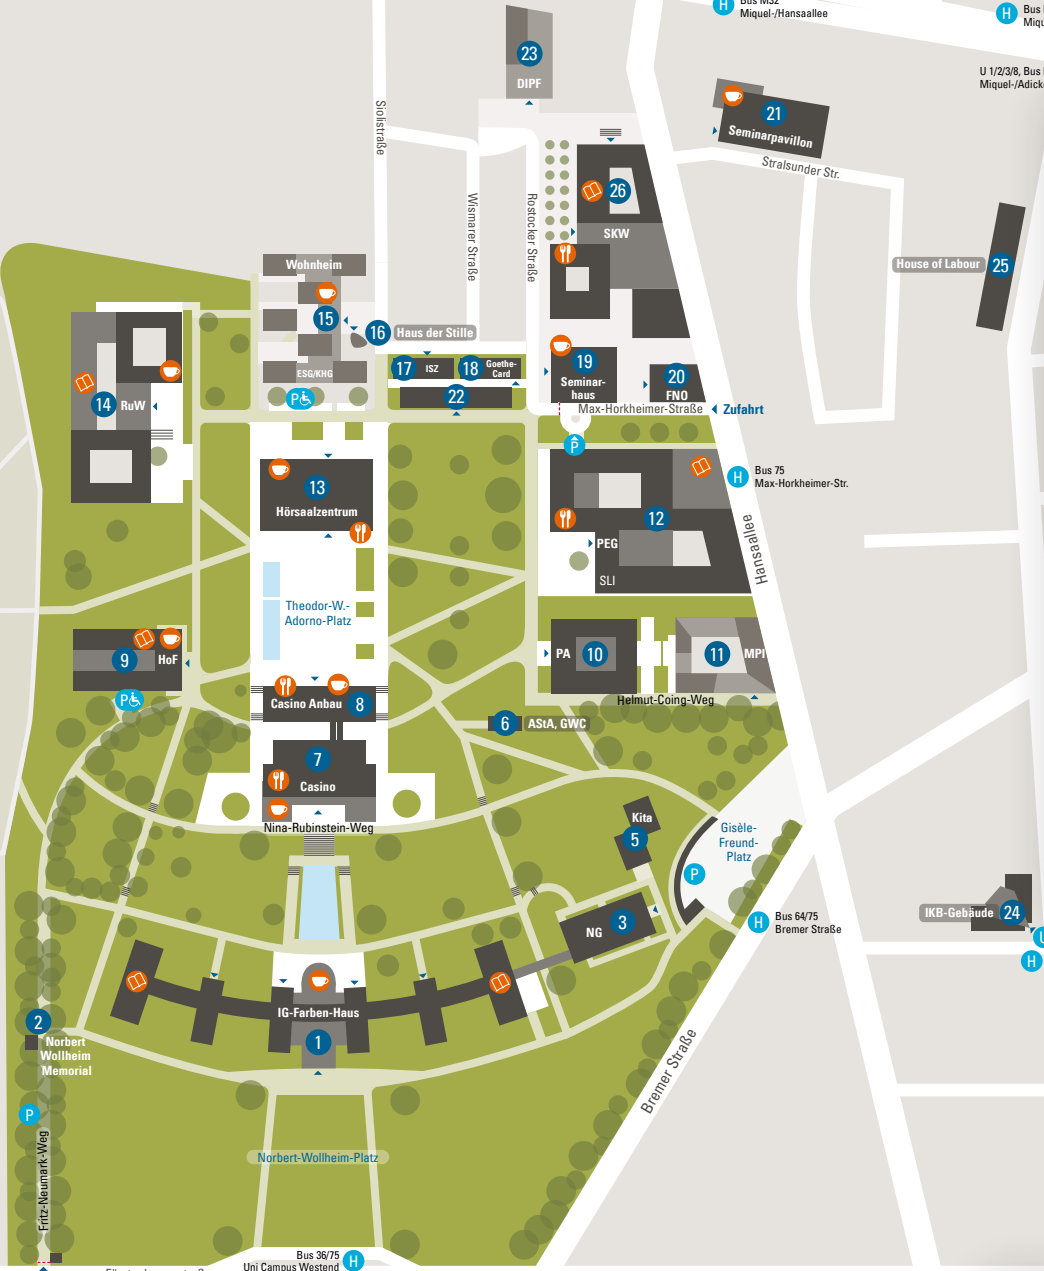 Bus M32
Miquel-/Hansaallee
H
H
Bus
U 1/2/3/8, Bus
23
DIPF
Siolistraße
21
Seminarpavillon
Stralsunder Str.
26
SKW
Wismarer Straße
Rostocker Straße
House of Labour
25
Wohnheim
15
16
Haus der Stille
ESG/KHG
P
17
ISZ
18
Goethe-
Card
22
19
Seminar-
haus
20
FNO
Max-Horkheimer-Straße
Zufahrt
P
14
RuW
13
Hörsaalzentrum
H
Bus 75
Max-Horkheimer-Str.
12
PEG
SLI
Hansaallee
Theodor-W.-
Adorno-Platz
9
HoF
P
10
PA
11
MPI
Helmut-Coing-Weg
Casino Anbau
8
6
AStA, GWC
7
Casino
Nina-Rubinstein-Weg
Kita
5
Gisèle-
Freund-
Platz
P
3
NG
H
Bus 64/75
Bremer Straße
IKB-Gebäude
24
U
H
IG-Farben-Haus
1
2
Norbert
Wollheim
Memorial
P
Fritz-Neumark-Weg
Bremer Straße
Norbert-Wollheim-Platz
Bus 36/75
Uni Campus Westend
H